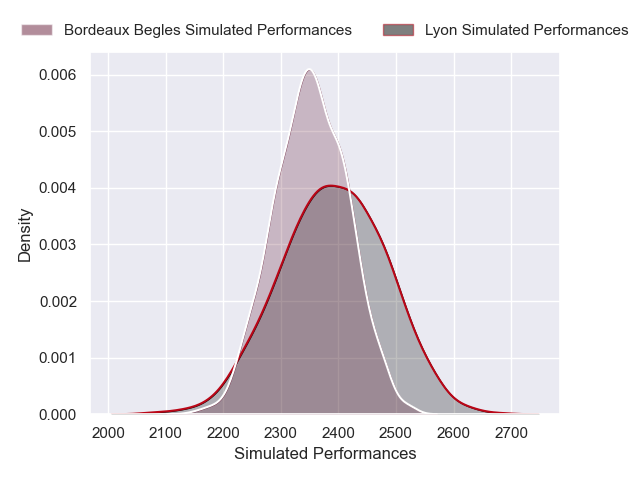 Bordeaux Begles Simulated Performances Lyon Simulated Performances
0.006
0.005
0.004
0.003
0.002
0.001
0.000
Density
2000 2100 2200 2300 2400 2500 2600 2700
Simulated Performances